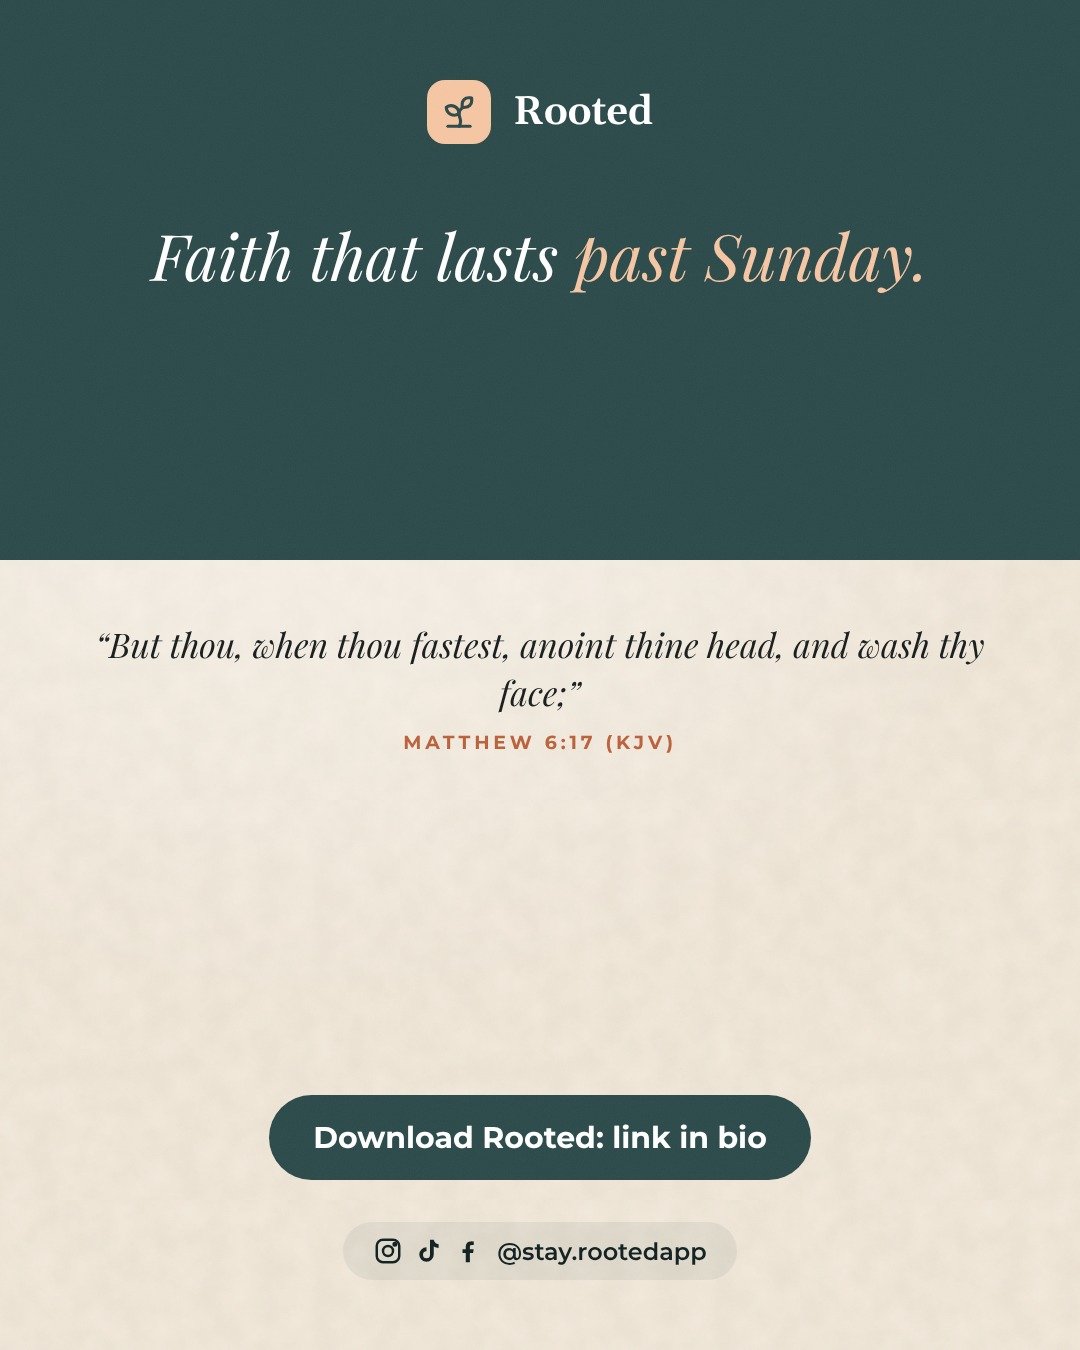 Rooted
Faith that lasts past Sunday.
“But thou, when thou fastest, anoint thine head, and wash thy
face;”
MATTHEW 6:17 (KJV)
Download Rooted: link in bio
@stay.rootedapp